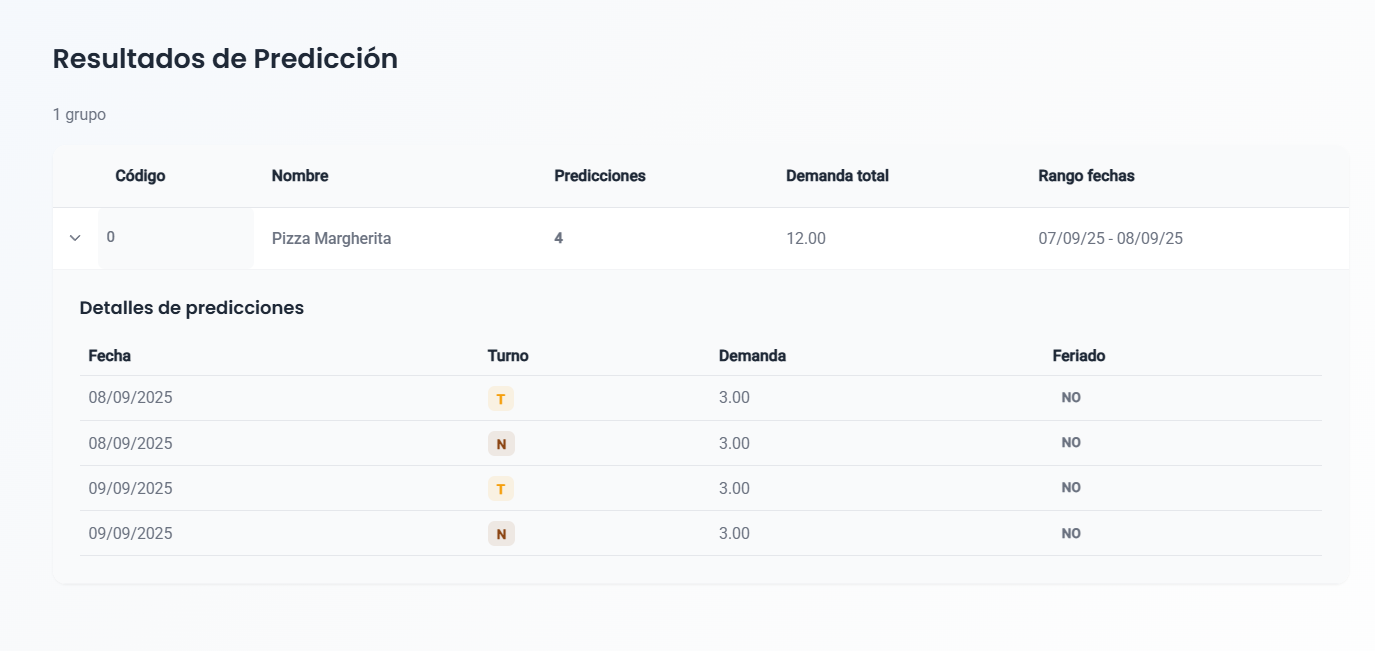 Resultados de Predicción
1 grupo
Código Nombre Predicciones Demanda total Rango fechas
0 Pizza Margherita 4 12.00 07/09/25 - 08/09/25
Detalles de predicciones
Fecha Turno Demanda Feriado
08/09/2025 T 3.00 NO
08/09/2025 N 3.00 NO
09/09/2025 T 3.00 NO
09/09/2025 N 3.00 NO